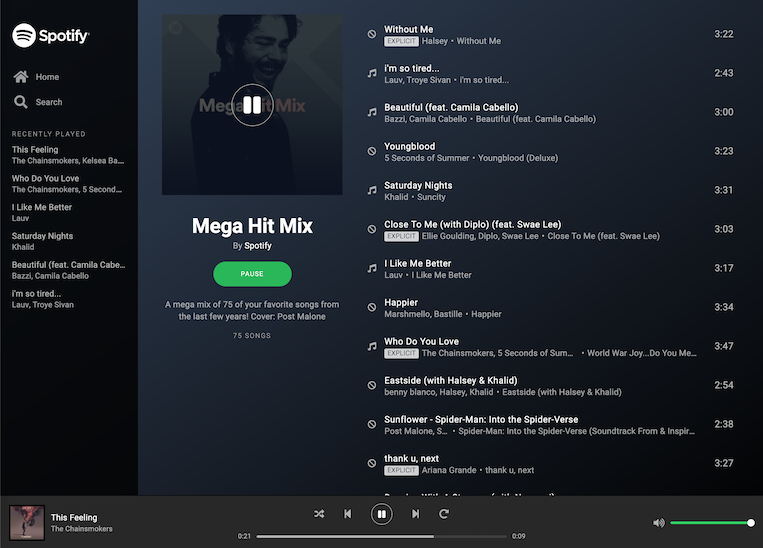 Spotify
Home
Search
RECENTLY PLAYED
This Feeling
The Chainsmokers, Kelsea Ba...
Who Do You Love
The Chainsmokers, 5 Second...
I Like Me Better
Lauv
Saturday Nights
Khalid
Beautiful (feat. Camila Cabe...
Bazzi, Camila Cabello
i'm so tired...
Lauv, Troye Sivan
Mega Hit Mix
Mega Hit Mix
By Spotify
PAUSE
A mega mix of 75 of your favorite songs from
the last few years! Cover: Post Malone
75 SONGS
Without Me
EXPLICIT Halsey • Without Me
3:22
i'm so tired...
Lauv, Troye Sivan • i'm so tired...
2:43
Beautiful (feat. Camila Cabello)
Bazzi, Camila Cabello • Beautiful (feat. Camila Cabello)
3:00
Youngblood
5 Seconds of Summer • Youngblood (Deluxe)
3:23
Saturday Nights
Khalid • Suncity
3:31
Close To Me (with Diplo) (feat. Swae Lee)
EXPLICIT Ellie Goulding, Diplo, Swae Lee • Close To Me (feat. Swae Lee)
3:03
I Like Me Better
Lauv • I Like Me Better
3:17
Happier
Marshmello, Bastille • Happier
3:34
Who Do You Love
EXPLICIT The Chainsmokers, 5 Seconds of Sum... • World War Joy...Do You Me...
3:47
Eastside (with Halsey & Khalid)
benny blanco, Halsey, Khalid • Eastside (with Halsey & Khalid)
2:54
Sunflower - Spider-Man: Into the Spider-Verse
Post Malone, S... • Spider-Man: Into the Spider-Verse (Soundtrack From & Inspir...
2:38
thank u, next
EXPLICIT Ariana Grande • thank u, next
3:27
This Feeling
The Chainsmokers
0:21
0:09